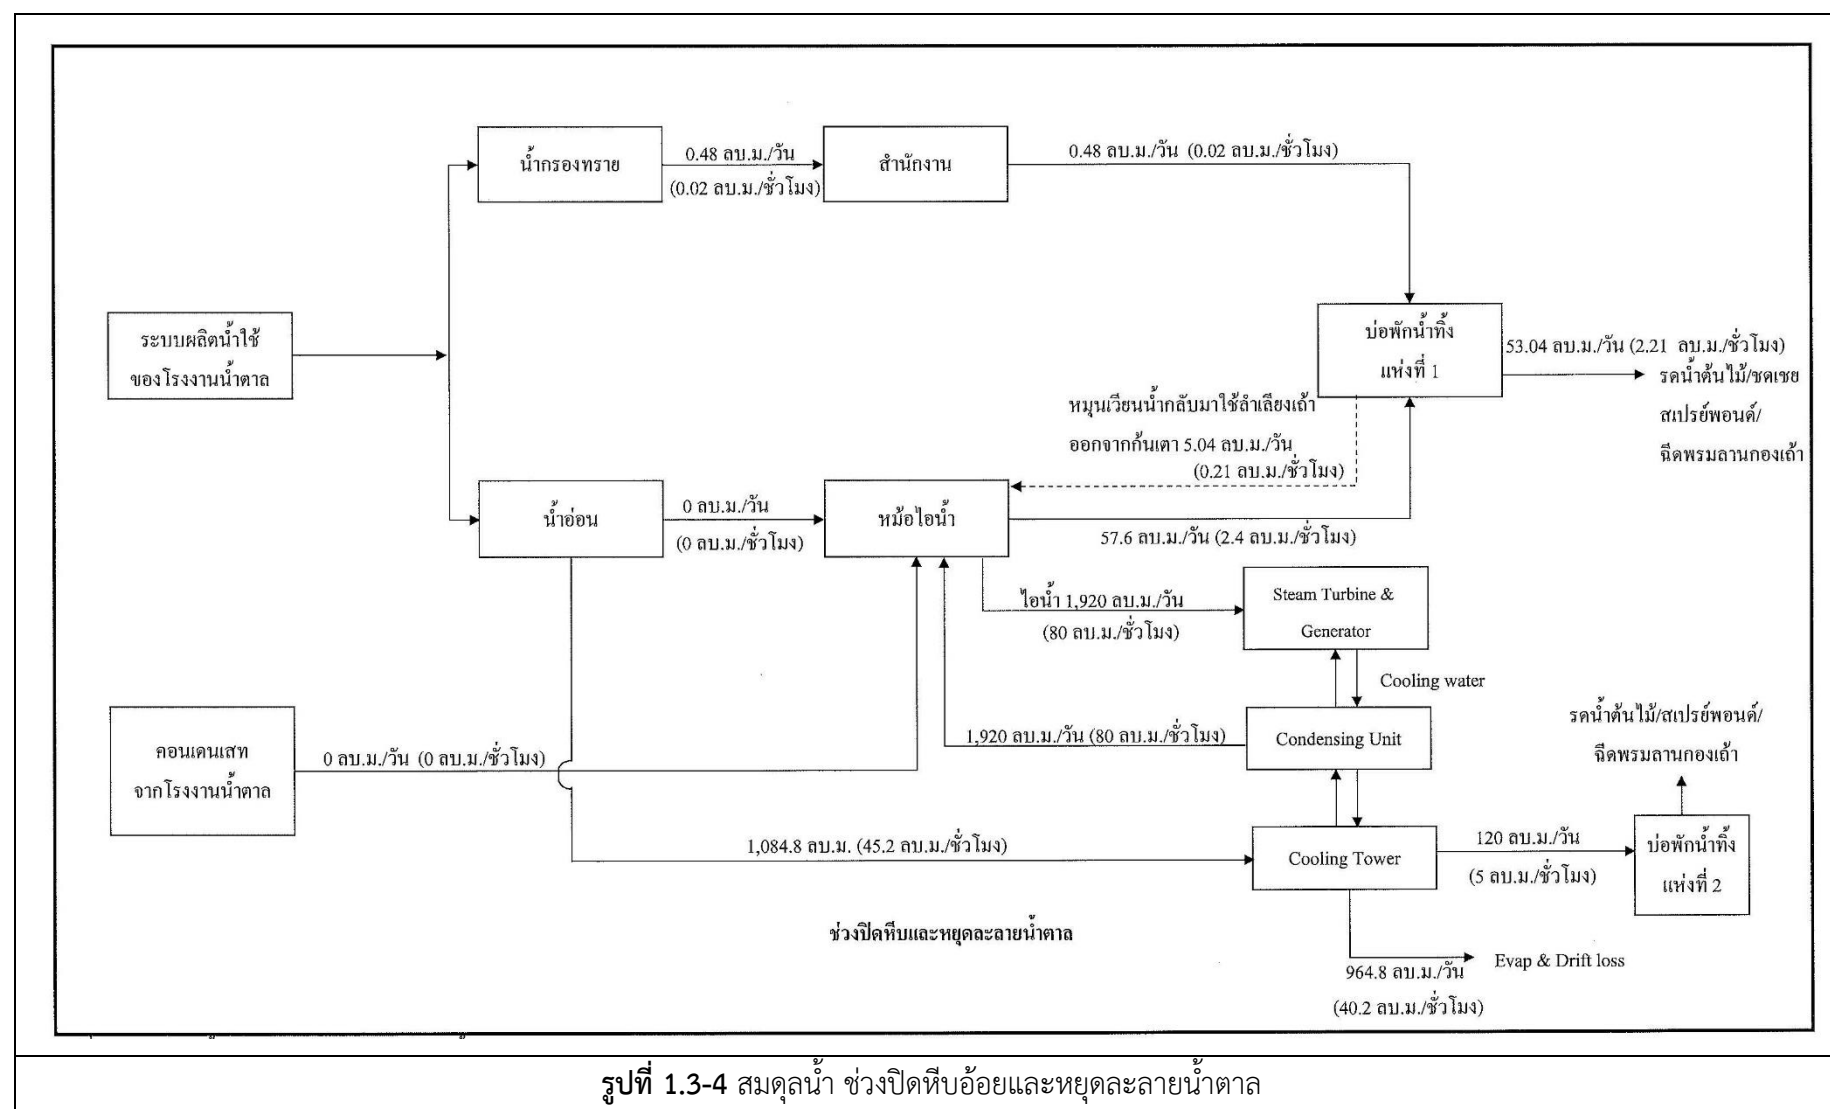 น้ำกรองทราย
0.48 ลบ.ม./วัน
(0.02 ลบ.ม./ชั่วโมง)
สำนักงาน
0.48 ลบ.ม./วัน (0.02 ลบ.ม./ชั่วโมง)
ระบบผลิตน้ำใช้
ของโรงงานน้ำตาล
บ่อพักน้ำทิ้ง
แห่งที่ 1
53.04 ลบ.ม./วัน (2.21 ลบ.ม./ชั่วโมง)
รดน้ำต้นไม้/ชดเชย
สเปรย์พอนด์/
ฉีดพรมลานกองเถ้า
หมุนเวียนน้ำกลับมาใช้ลำเลียงเถ้า
ออกจากก้นเตา 5.04 ลบ.ม./วัน
(0.21 ลบ.ม./ชั่วโมง)
น้ำอ่อน
0 ลบ.ม./วัน
(0 ลบ.ม./ชั่วโมง)
หม้อไอน้ำ
57.6 ลบ.ม./วัน (2.4 ลบ.ม./ชั่วโมง)
ไอน้ำ 1,920 ลบ.ม./วัน
(80 ลบ.ม./ชั่วโมง)
Steam Turbine &
Generator
Cooling water
คอนเดนเสท
จากโรงงานน้ำตาล
0 ลบ.ม./วัน (0 ลบ.ม./ชั่วโมง)
1,920 ลบ.ม./วัน (80 ลบ.ม./ชั่วโมง)
Condensing Unit
รดน้ำต้นไม้/สเปรย์พอนด์/
ฉีดพรมลานกองเถ้า
1,084.8 ลบ.ม. (45.2 ลบ.ม./ชั่วโมง)
Cooling Tower
120 ลบ.ม./วัน
(5 ลบ.ม./ชั่วโมง)
บ่อพักน้ำทิ้ง
แห่งที่ 2
ช่วงปิดหีบและหยุดละลายน้ำตาล
964.8 ลบ.ม./วัน
(40.2 ลบ.ม./ชั่วโมง)
Evap & Drift loss
รูปที่ 1.3-4 สมดุลน้ำ ช่วงปิดหีบอ้อยและหยุดละลายน้ำตาล